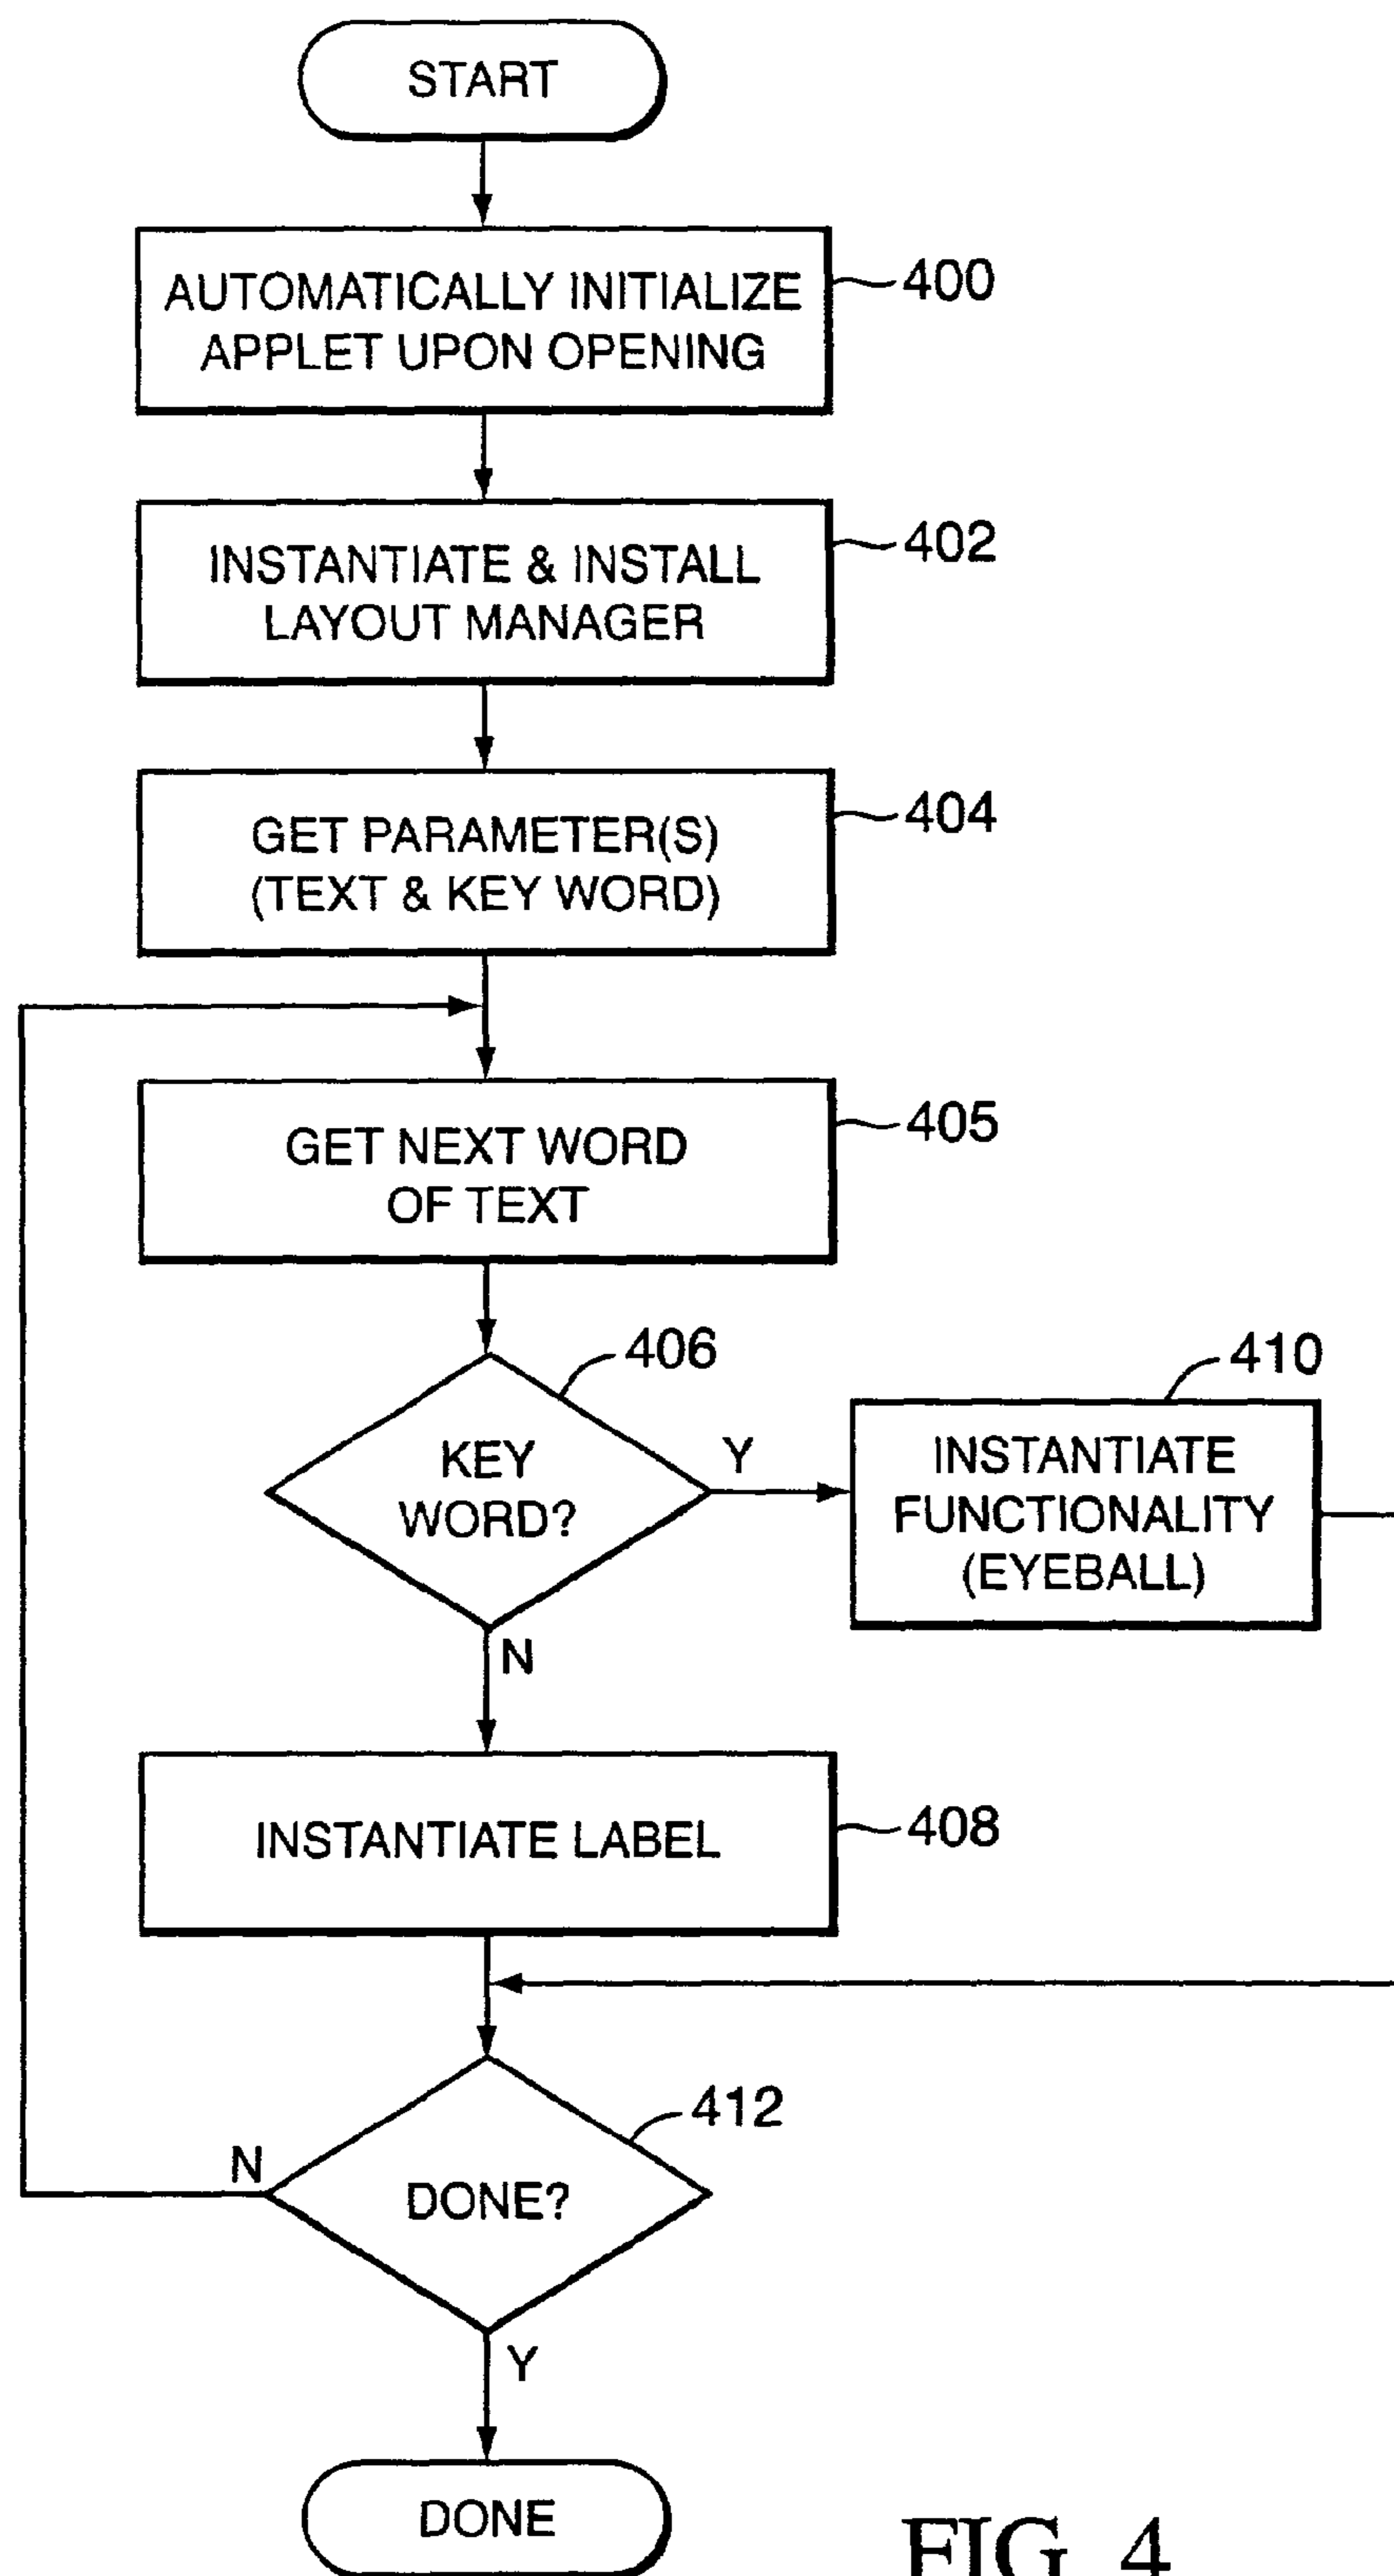 START
AUTOMATICALLY INITIALIZE
APPLET UPON OPENING
400
INSTANTIATE & INSTALL
LAYOUT MANAGER
402
GET PARAMETER(S)
(TEXT & KEY WORD)
404
GET NEXT WORD
OF TEXT
405
406
KEY
WORD?
Y
N
410
INSTANTIATE
FUNCTIONALITY
(EYEBALL)
INSTANTIATE LABEL
408
412
DONE?
N
Y
DONE
FIG. 4